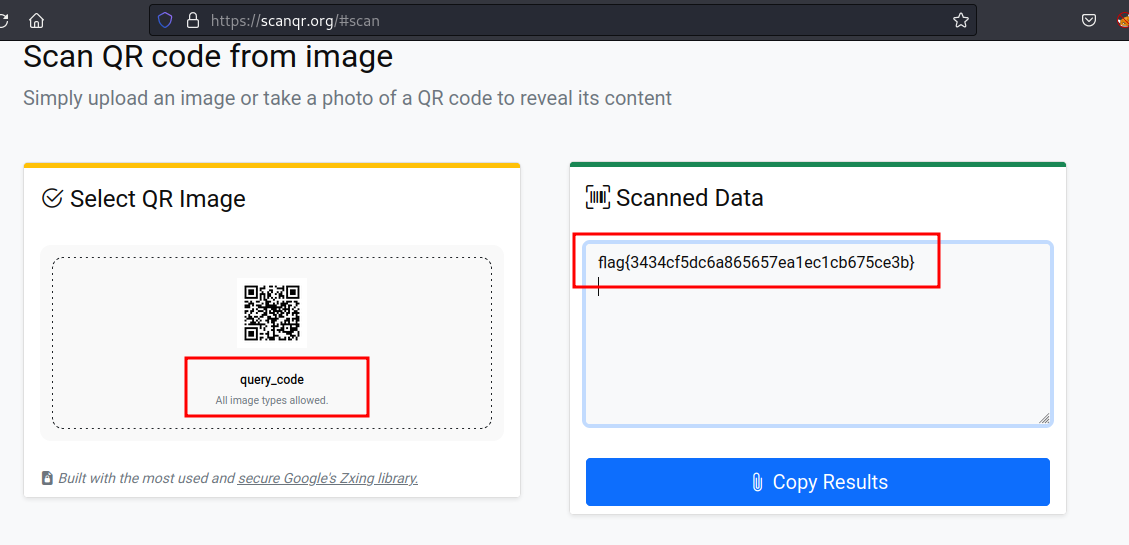 https://scanqr.org/#scan
Scan QR code from image
Simply upload an image or take a photo of a QR code to reveal its content
Select QR Image
query_code
All image types allowed.
Built with the most used and secure Google's Zxing library.
Scanned Data
flag{3434cf5dc6a865657ea1ec1cb675ce3b}
Copy Results